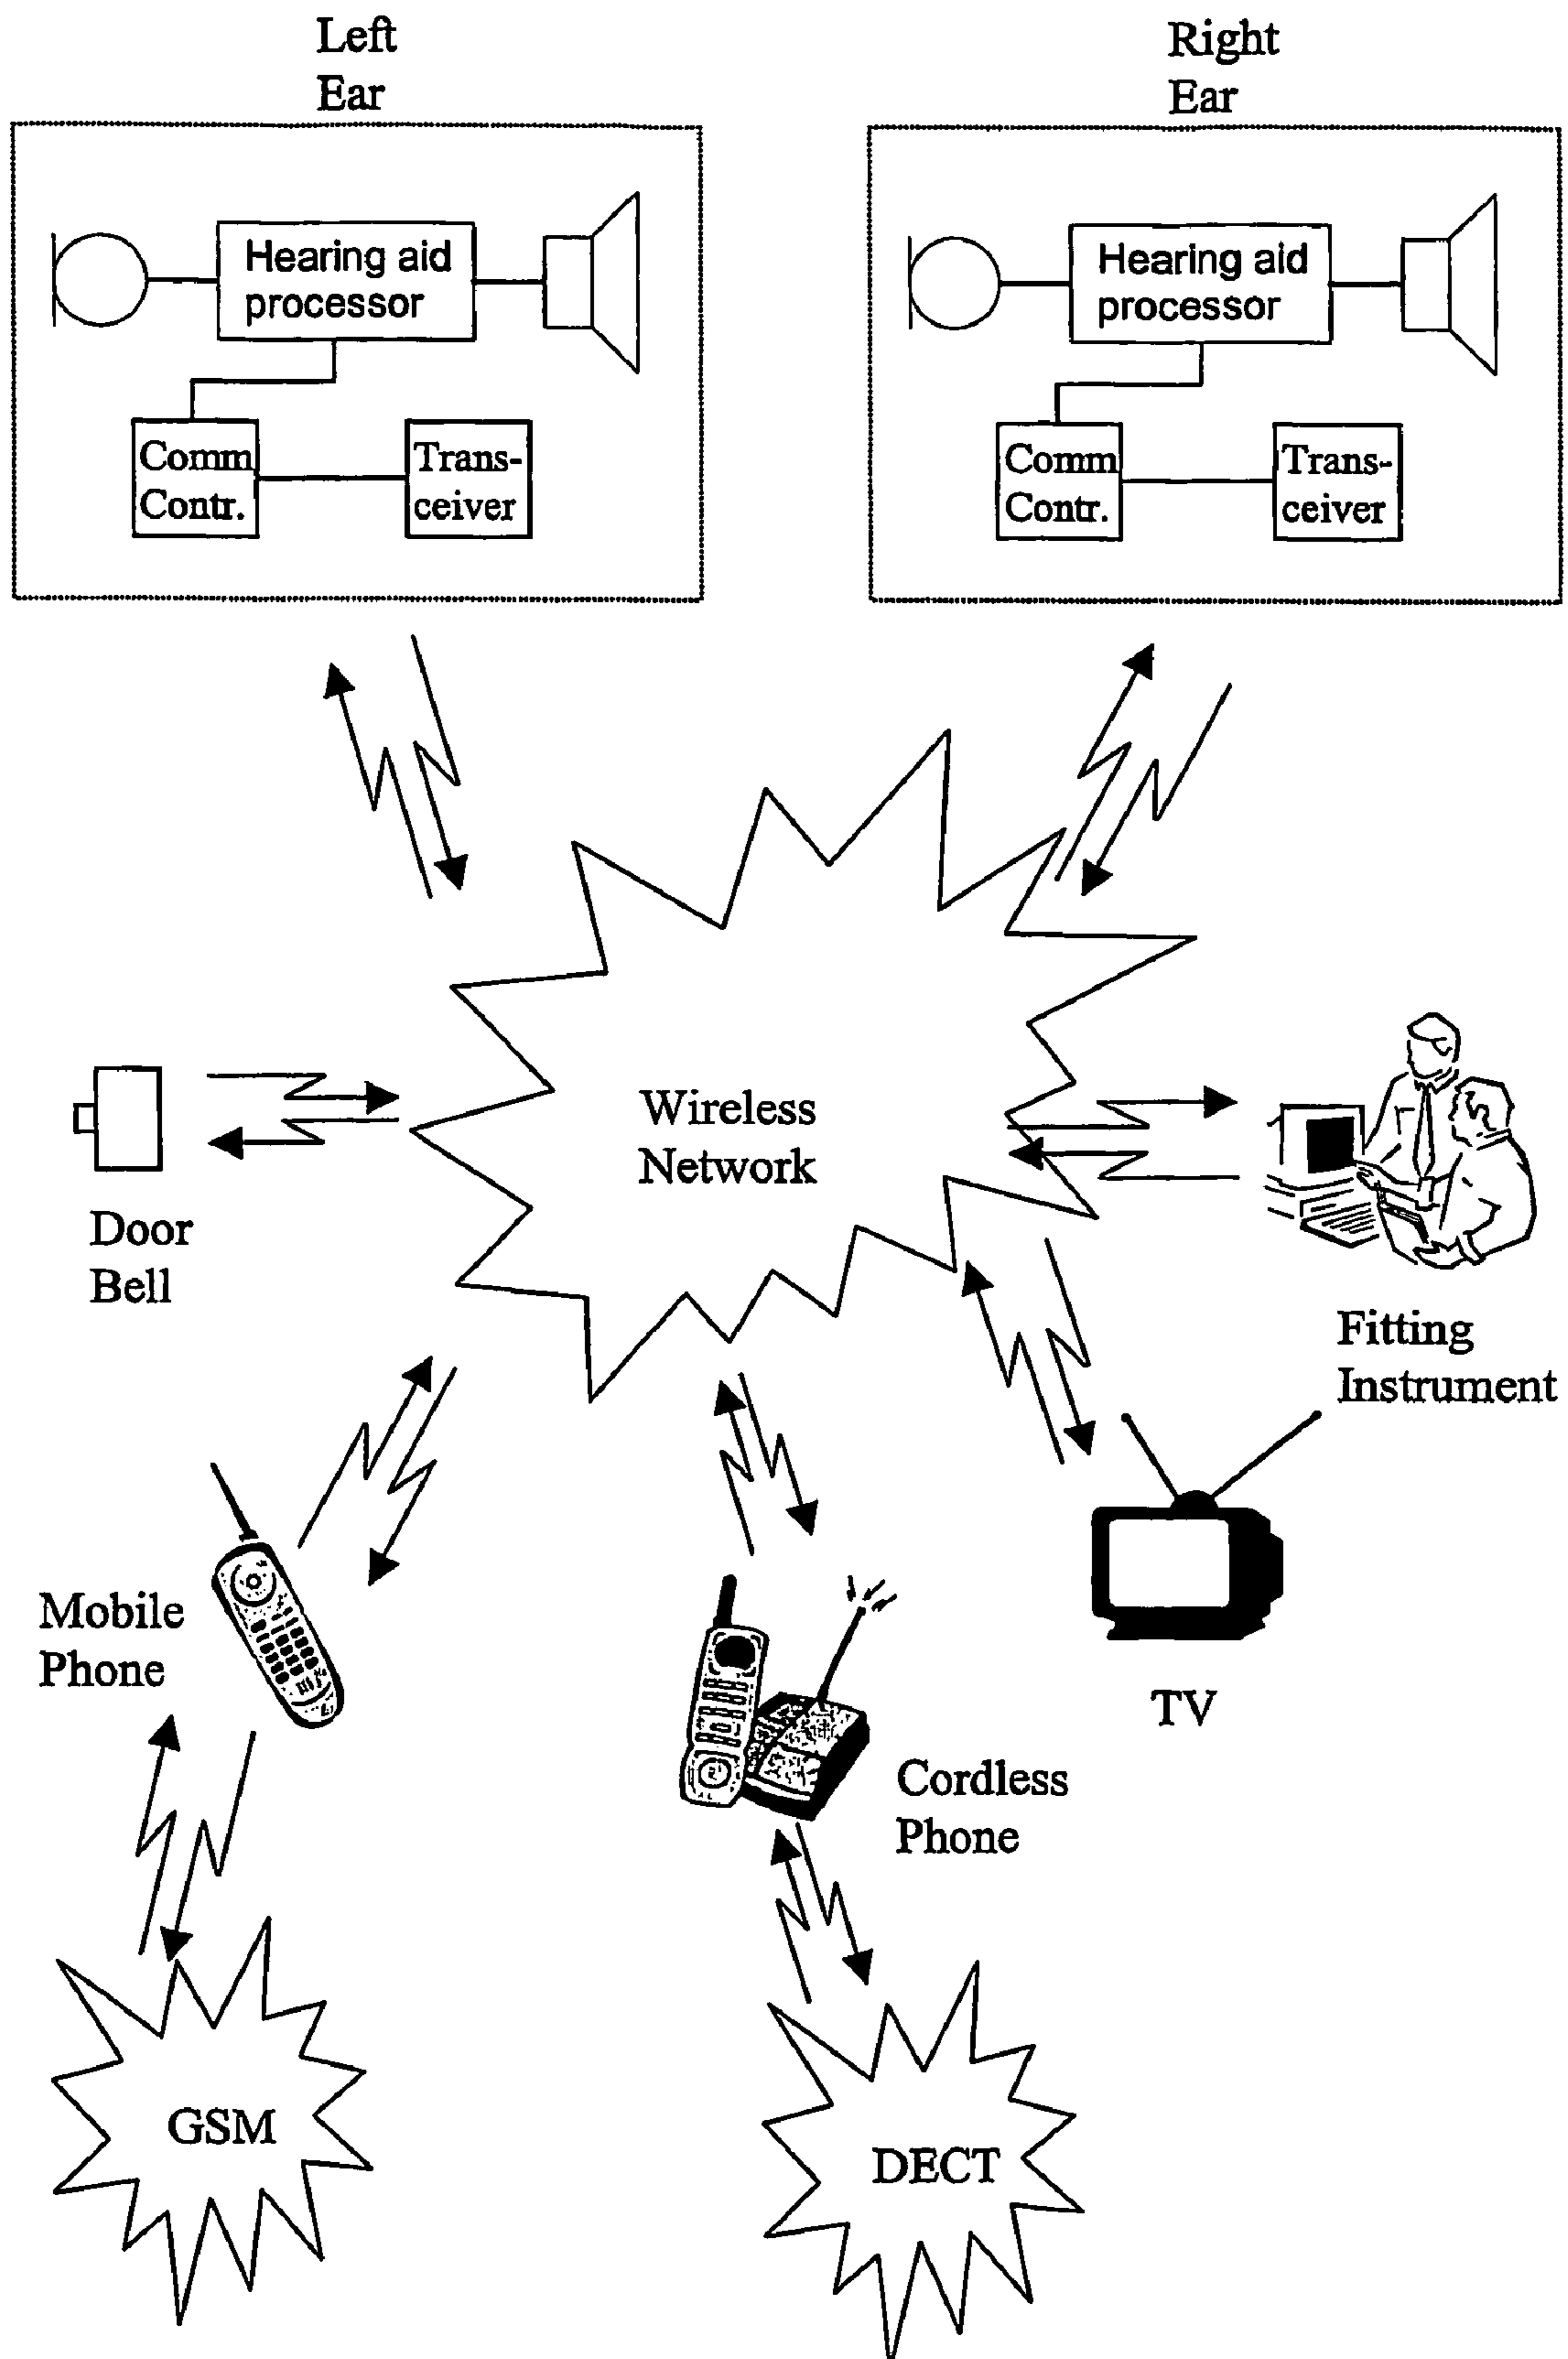 Left
Ear
Right
Ear
Hearing aid
processor
Comm
Contr.
Trans-
ceiver
Hearing aid
processor
Comm
Contr.
Trans-
ceiver
Wireless
Network
Door
Bell
Fitting
Instrument
Mobile
Phone
TV
Cordless
Phone
GSM
DECT